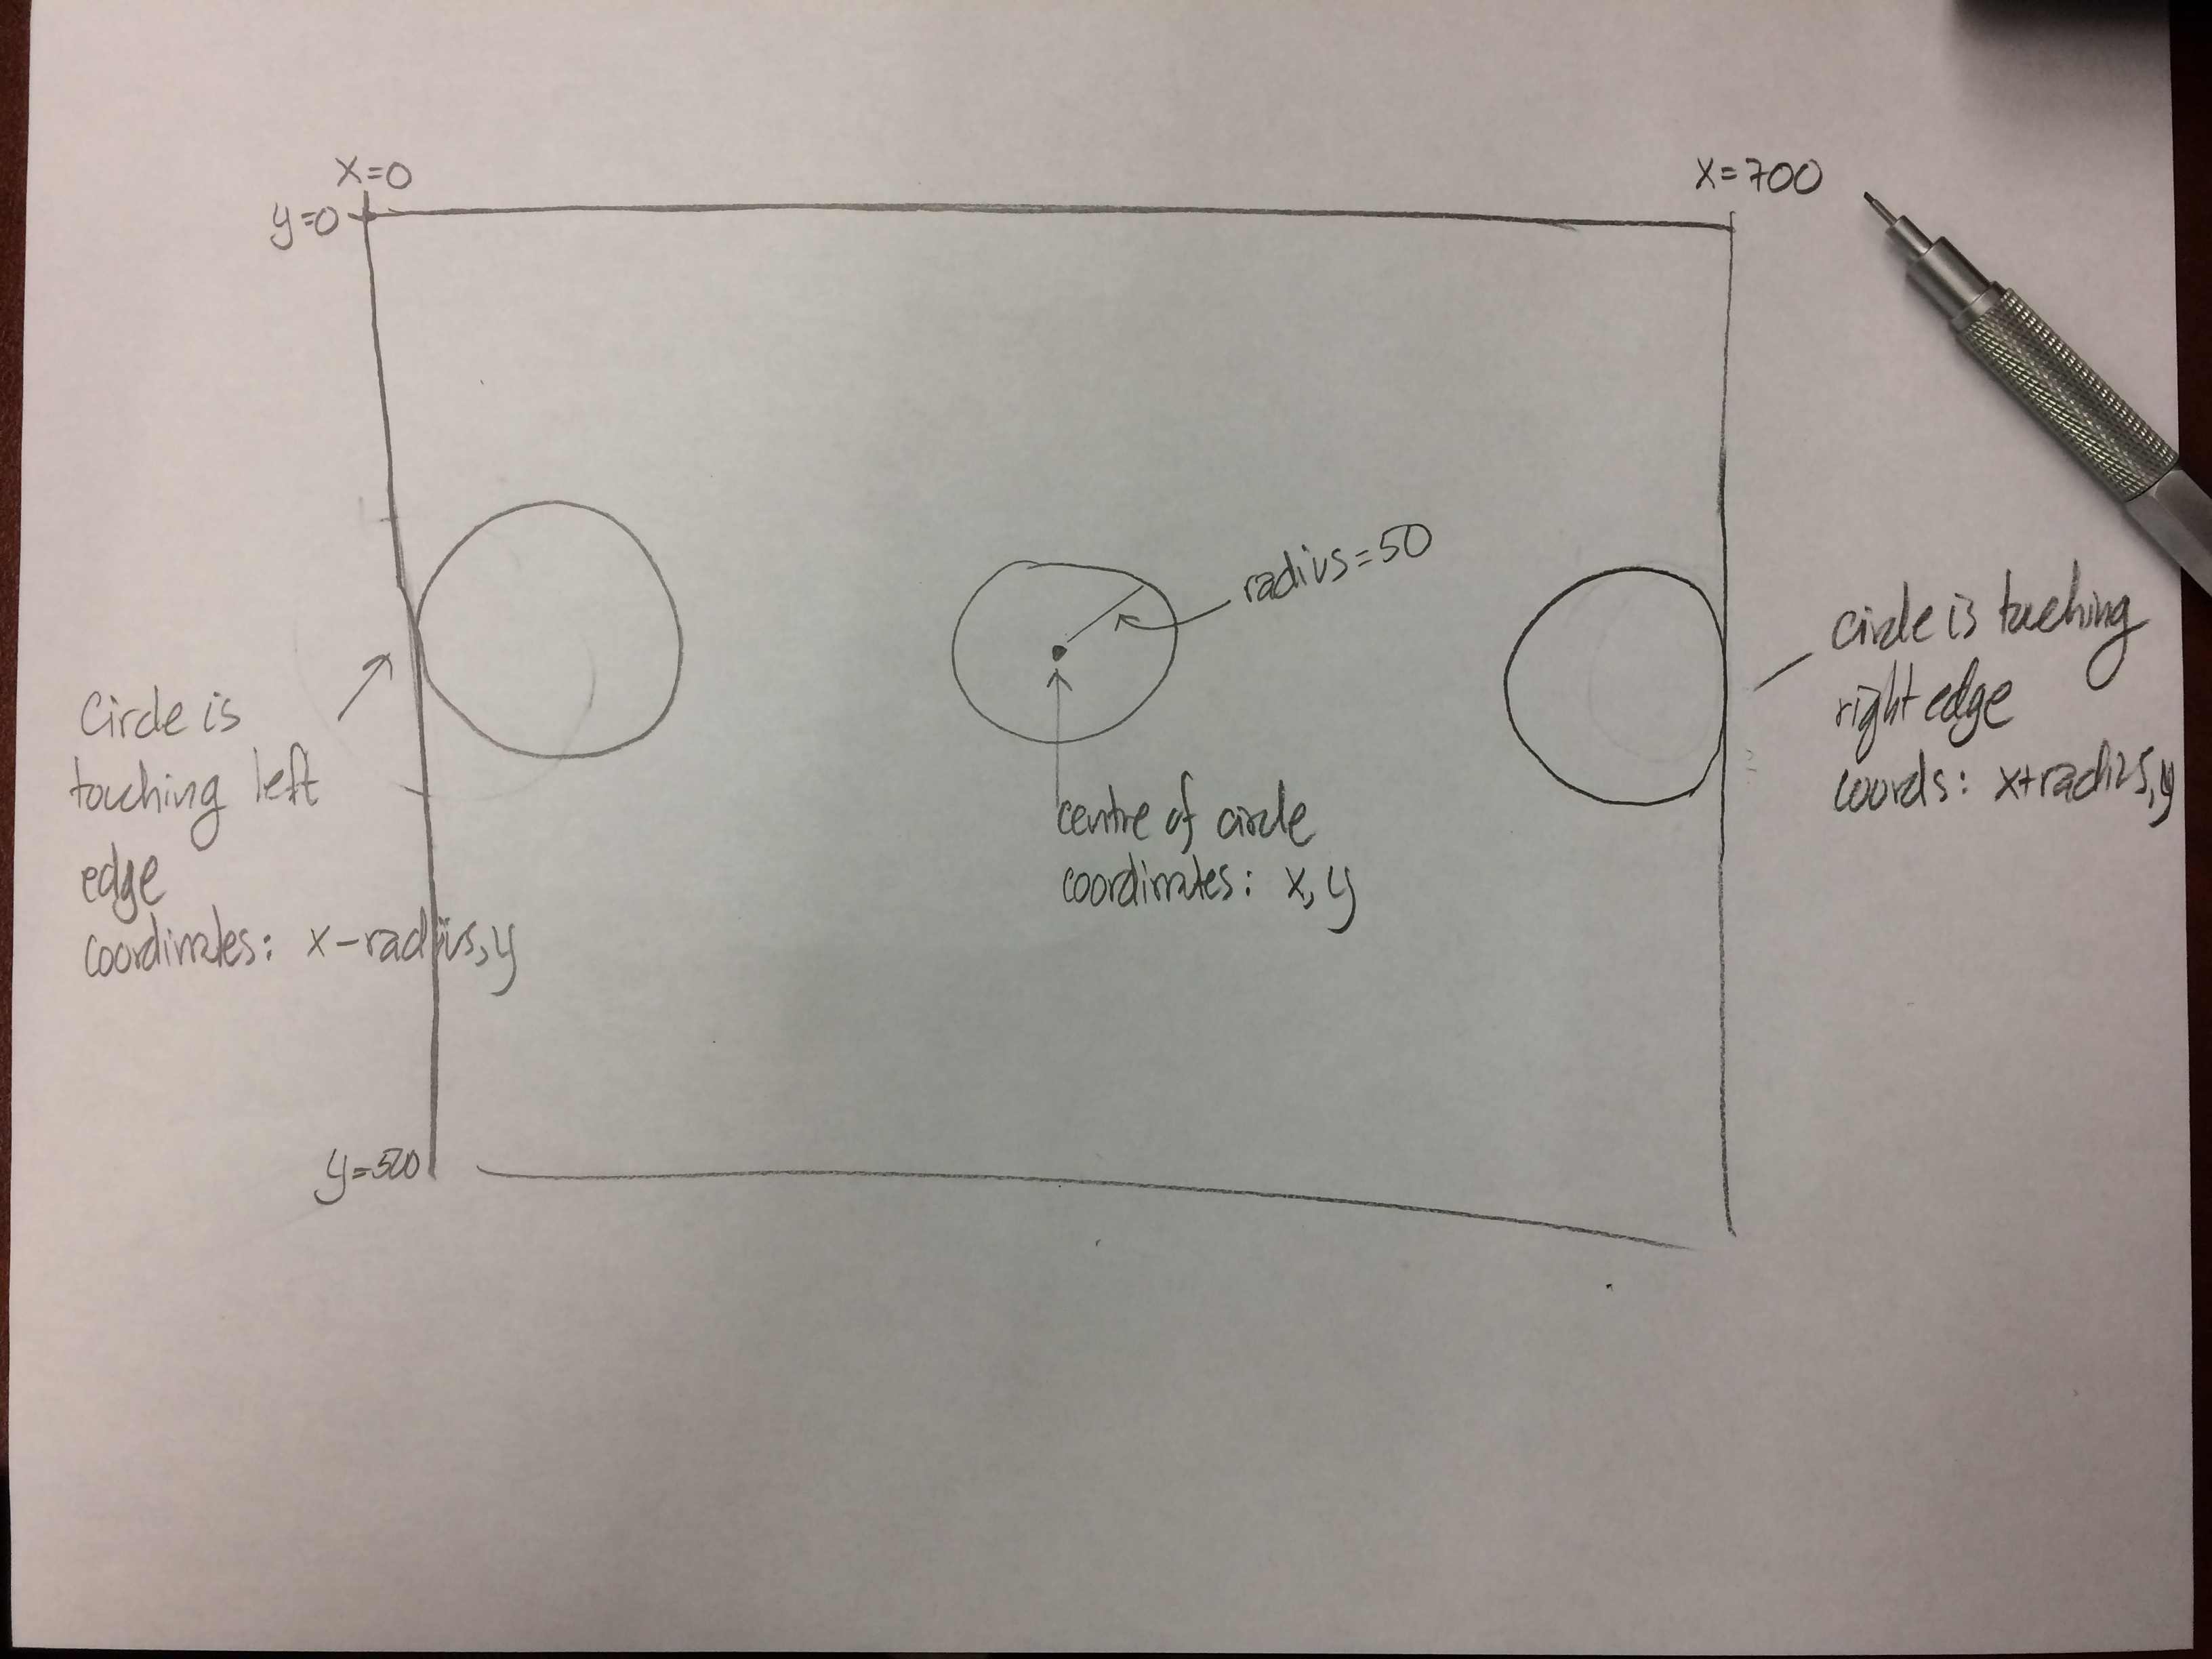 x=0
x=700
y=0
Circle is
touching left
edge
coordinates: x-radius,y
radius=50
centre of circle
coordinates: x,y
circle is touching
right edge
coords: x+radius,y
y=500